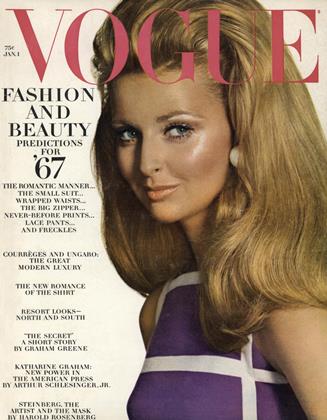 VOGUE
75¢
JAN. 1
FASHION
AND
BEAUTY
PREDICTIONS
FOR
'67
THE ROMANTIC MANNER...
THE SMALL SUIT...
WRAPPED WAISTS...
THE BIG ZIPPER...
NEVER-BEFORE PRINTS...
LACE PANTS...
AND FRECKLES
COURRÈGES AND UNGARO:
THE GREAT
MODERN LUXURY
THE NEW ROMANCE
OF THE SHIRT
RESORT LOOKS—
NORTH AND SOUTH
"THE SECRET"
A SHORT STORY
BY GRAHAM GREENE
KATHARINE GRAHAM:
NEW POWER IN
THE AMERICAN PRESS
BY ARTHUR SCHLESINGER, JR.
STEINBERG, THE
ARTIST AND THE MASK
BY HAROLD ROSENBERG